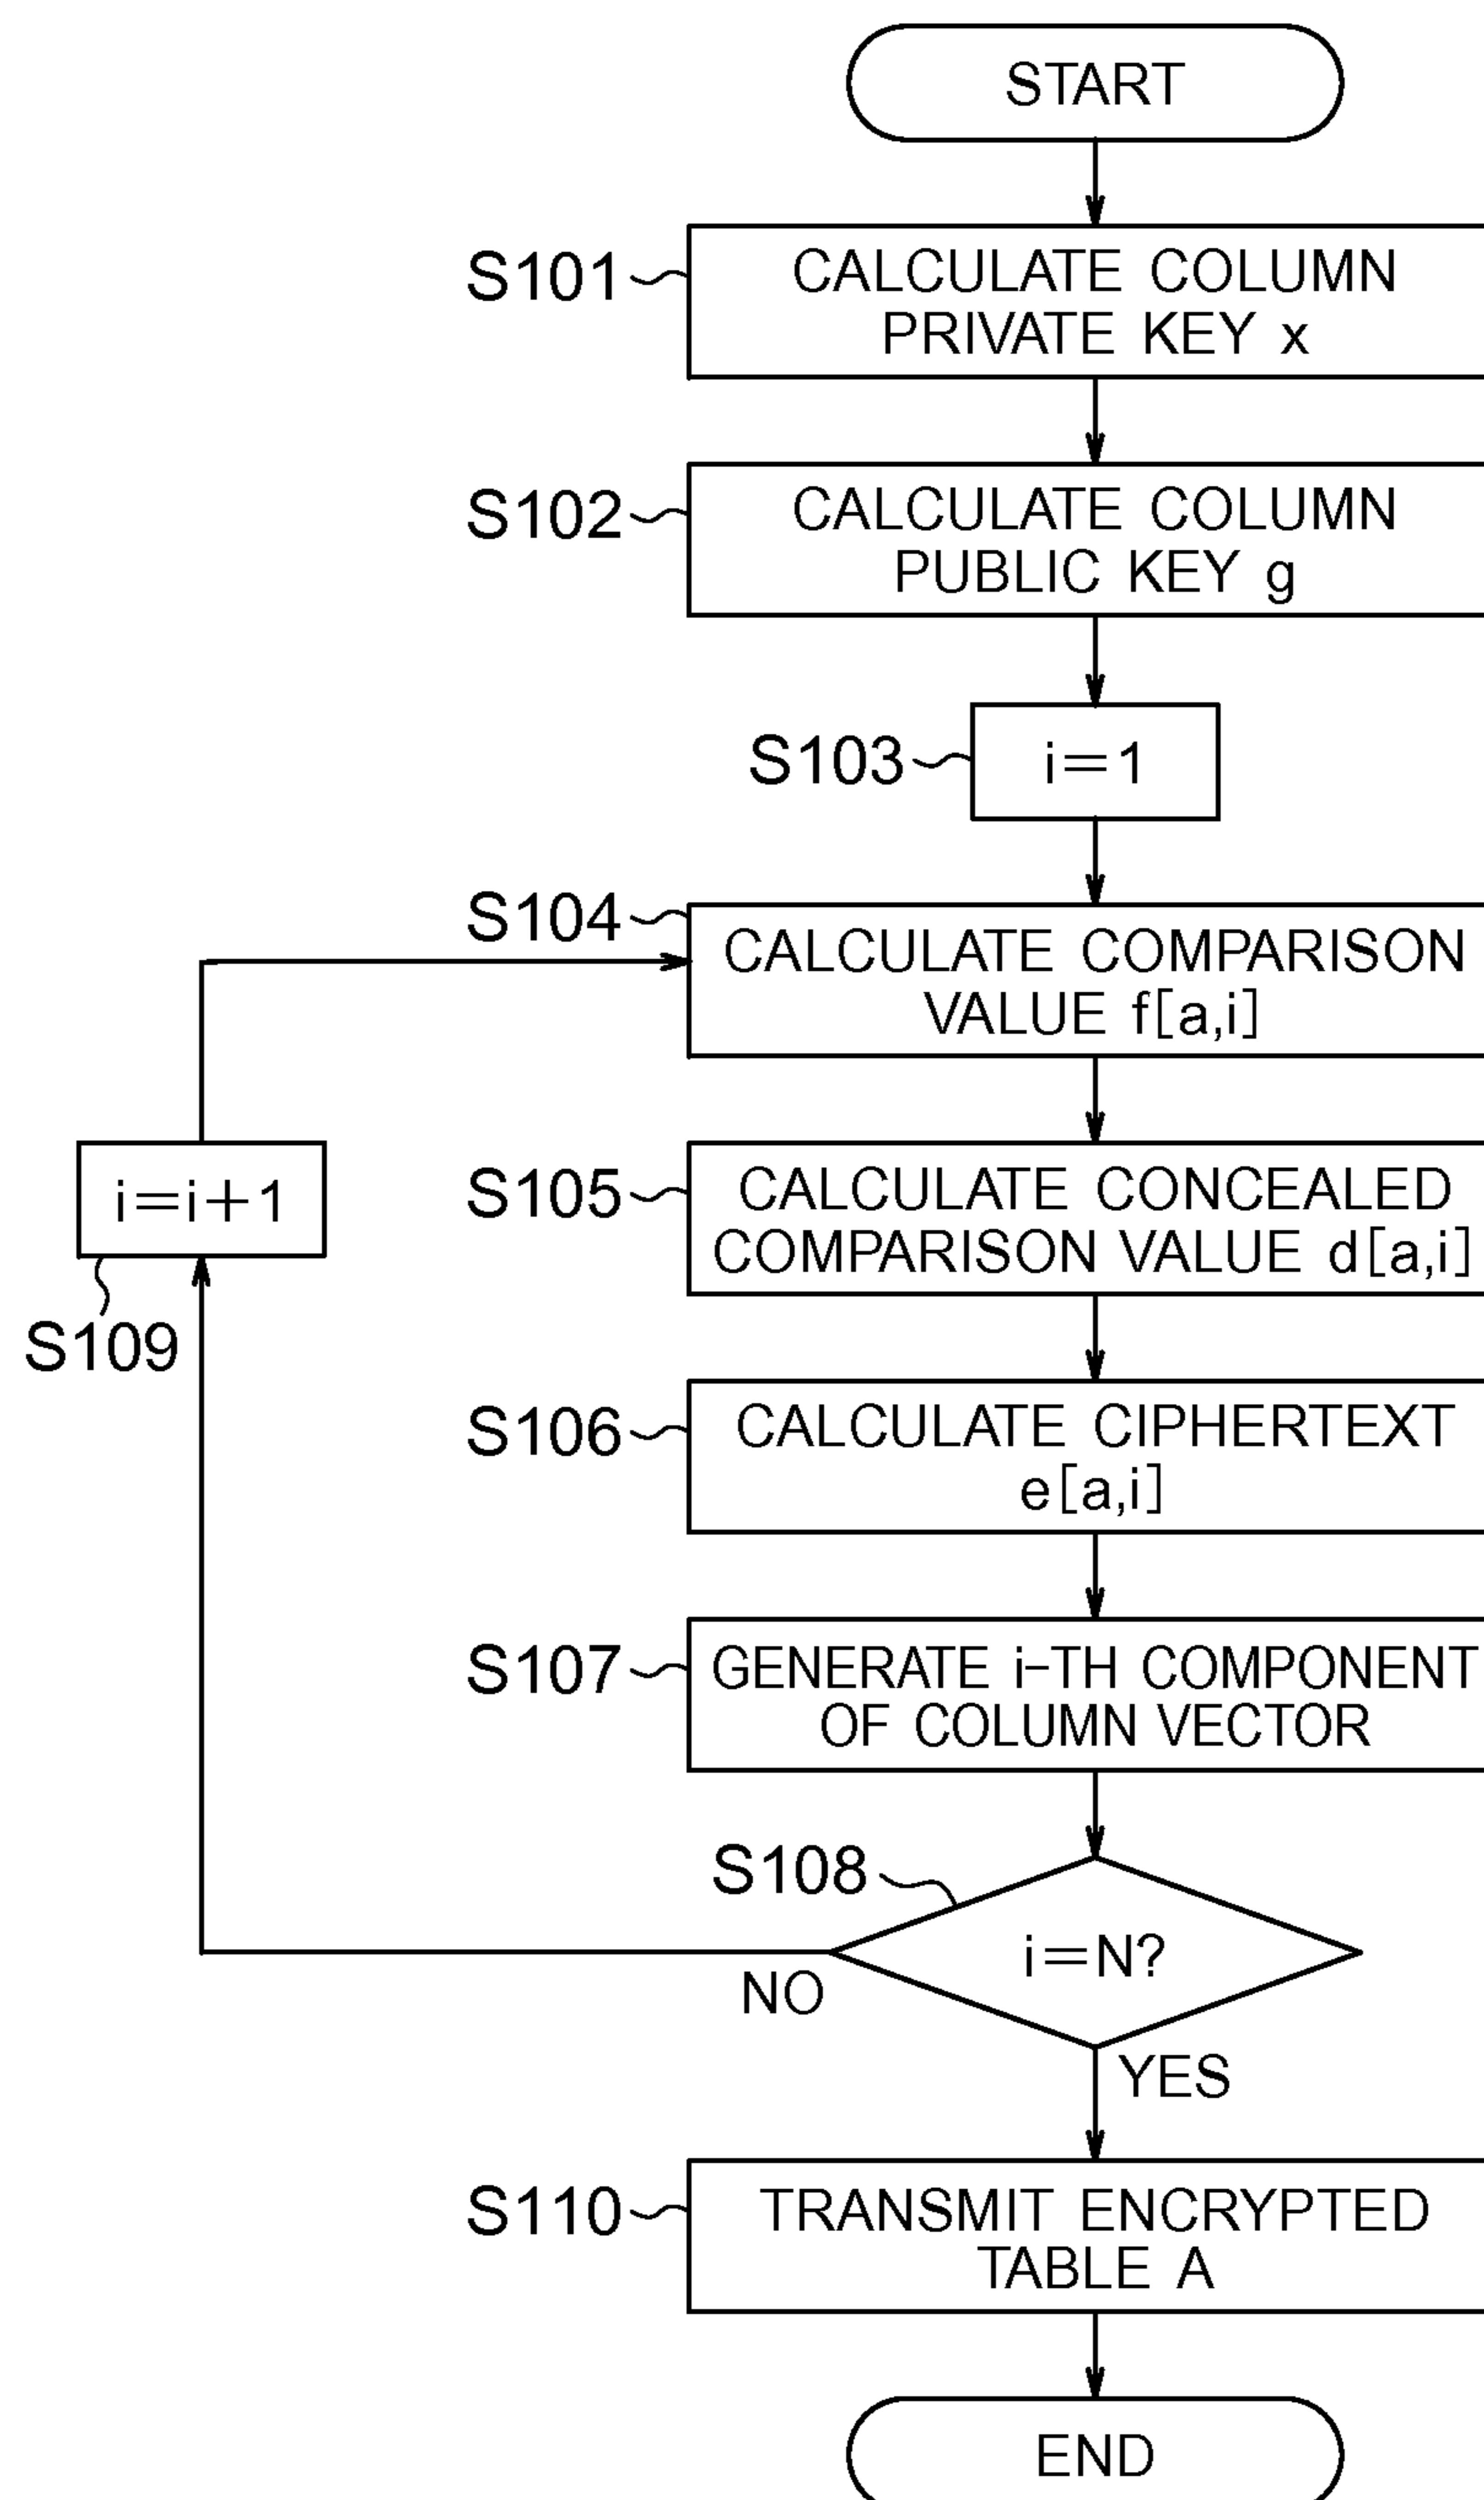 START
S101
CALCULATE COLUMN
PRIVATE KEY x
S102
CALCULATE COLUMN
PUBLIC KEY g
S103
i=1
S104
CALCULATE COMPARISON
VALUE f[a,i]
S105
CALCULATE CONCEALED
COMPARISON VALUE d[a,i]
i=i+1
S109
S106
CALCULATE CIPHERTEXT
e[a,i]
S107
GENERATE i-TH COMPONENT
OF COLUMN VECTOR
S108
i=N?
NO
YES
S110
TRANSMIT ENCRYPTED
TABLE A
END